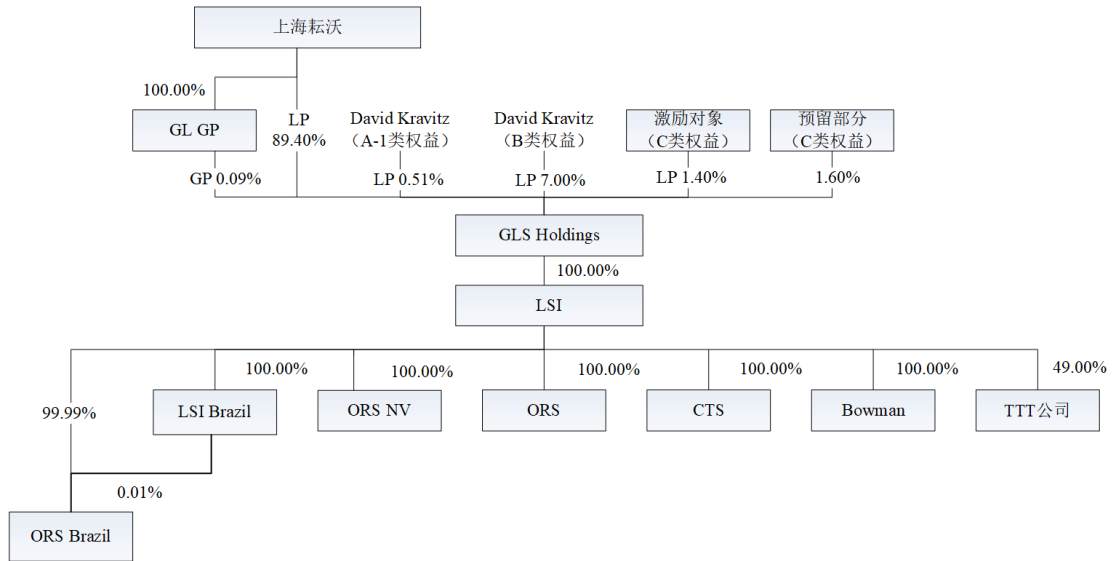 上海耘沃
100.00%
GL GP
LP
89.40%
David Kravitz
（A-1类权益）
David Kravitz
（B类权益）
激励对象
（C类权益）
预留部分
（C类权益）
GP 0.09%
LP 0.51%
LP 7.00%
LP 1.40%
1.60%
GLS Holdings
100.00%
LSI
100.00%
100.00%
100.00%
100.00%
100.00%
49.00%
99.99%
LSI Brazil
ORS NV
ORS
CTS
Bowman
TTT公司
0.01%
ORS Brazil